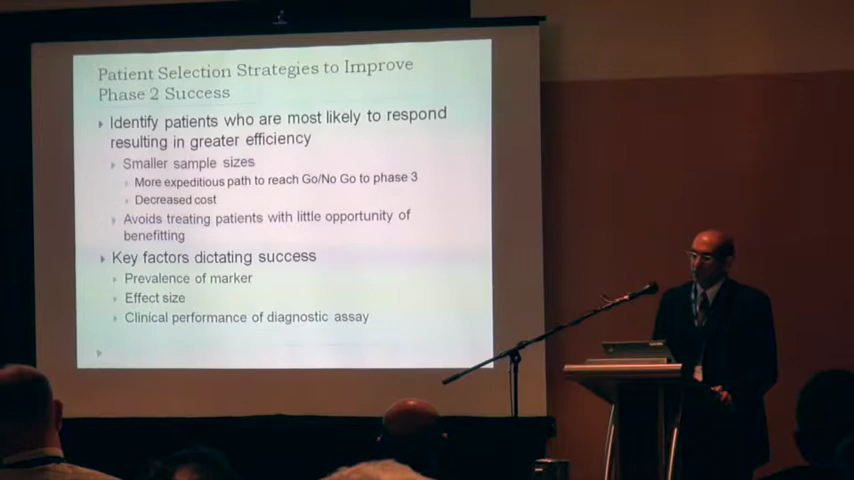 Patient Selection Strategies to Improve
Phase 2 Success
Identify patients who are most likely to respond
resulting in greater efficiency
Smaller sample sizes
More expeditious path to reach Go/No Go to phase 3
Decreased cost
Avoids treating patients with little opportunity of
benefitting
Key factors dictating success
Prevalence of marker
Effect size
Clinical performance of diagnostic assay